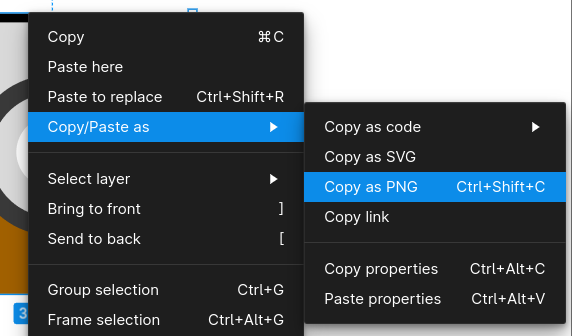 Copy ⌘C
Paste here
Paste to replace Ctrl+Shift+R
Copy/Paste as ▶
Select layer ▶
Bring to front ]
Send to back [
Group selection Ctrl+G
Frame selection Ctrl+Alt+G
Copy as code ▶
Copy as SVG
Copy as PNG Ctrl+Shift+C
Copy link
Copy properties Ctrl+Alt+C
Paste properties Ctrl+Alt+V
3